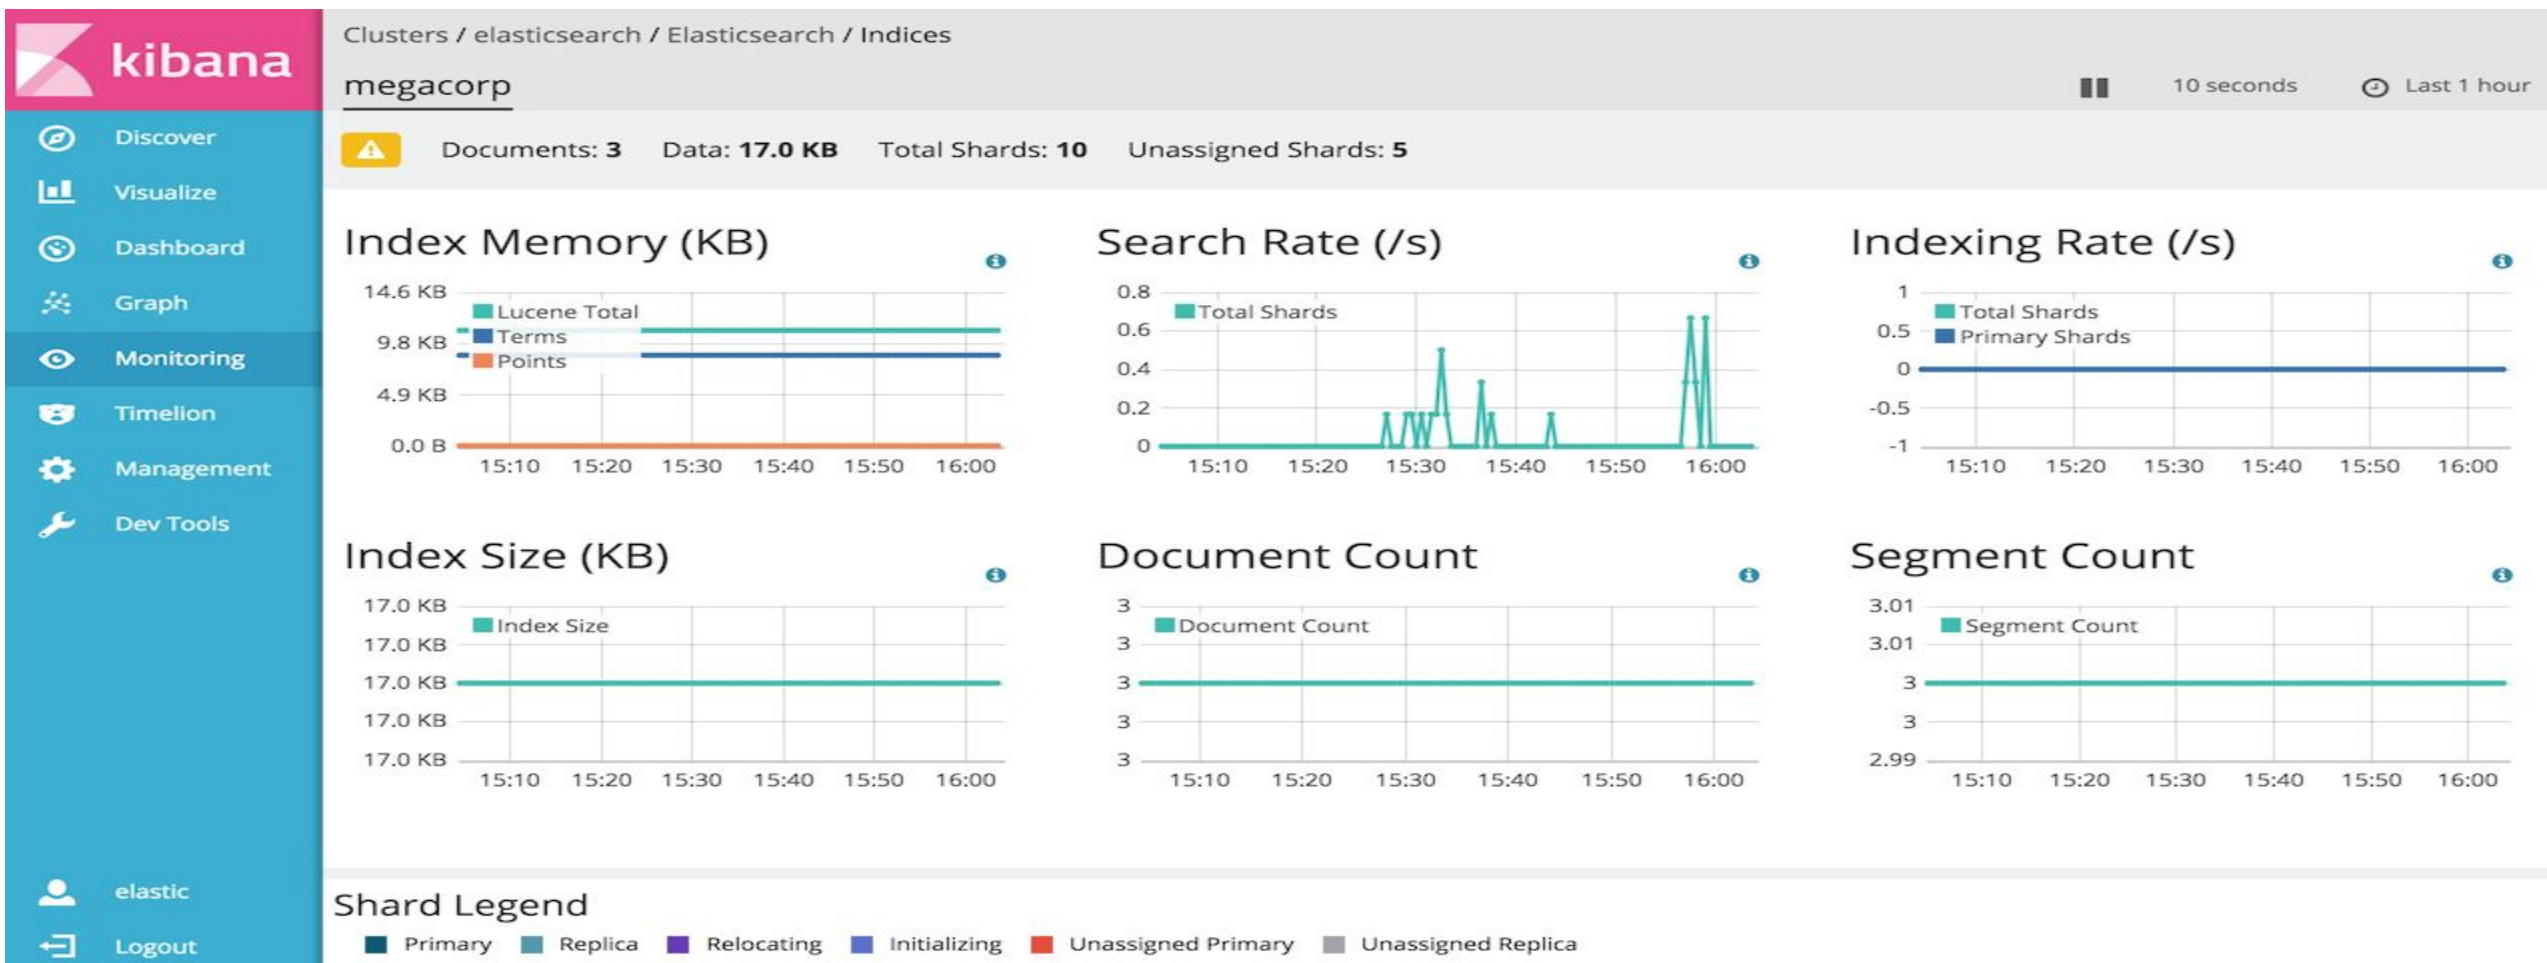 kibana
Clusters / elasticsearch / Elasticsearch / Indices
megacorp
10 seconds
Last 1 hour
Discover
Visualize
Dashboard
Graph
Monitoring
Timelion
Management
Dev Tools
elastic
Logout
Documents: 3 Data: 17.0 KB Total Shards: 10 Unassigned Shards: 5
Index Memory (KB)
14.6 KB
9.8 KB
4.9 KB
0.0 B
Lucene Total
Terms
Points
15:10 15:20 15:30 15:40 15:50 16:00
Search Rate (/s)
0.8
0.6
0.4
0.2
0
Total Shards
15:10 15:20 15:30 15:40 15:50 16:00
Indexing Rate (/s)
1
0.5
0
-0.5
-1
Total Shards
Primary Shards
15:10 15:20 15:30 15:40 15:50 16:00
Index Size (KB)
17.0 KB
17.0 KB
17.0 KB
17.0 KB
17.0 KB
Index Size
15:10 15:20 15:30 15:40 15:50 16:00
Document Count
3
3
3
3
3
Document Count
15:10 15:20 15:30 15:40 15:50 16:00
Segment Count
3.01
3.01
3
3
2.99
Segment Count
15:10 15:20 15:30 15:40 15:50 16:00
Shard Legend
Primary Replica Relocating Initializing Unassigned Primary Unassigned Replica